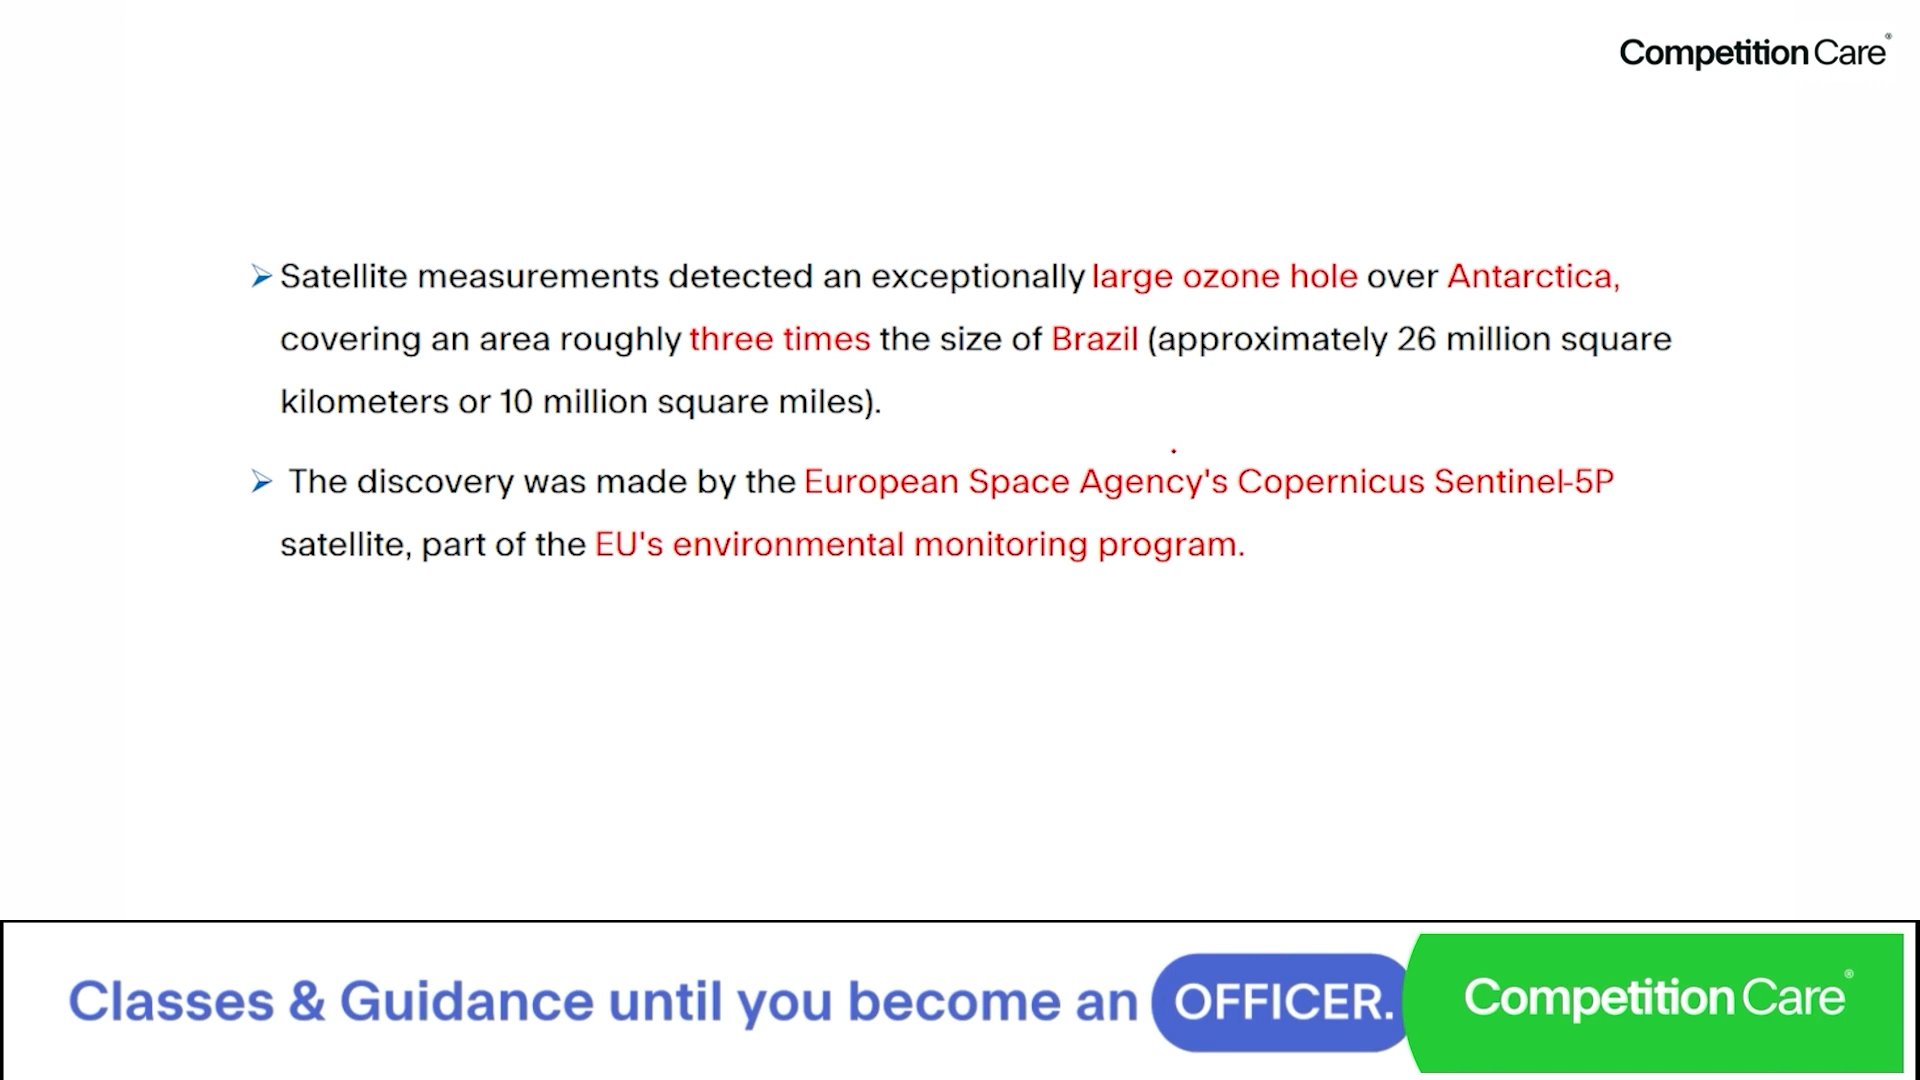 Competition Care®
➢ Satellite measurements detected an exceptionally large ozone hole over Antarctica,
covering an area roughly three times the size of Brazil (approximately 26 million square
kilometers or 10 million square miles).
➢ The discovery was made by the European Space Agency's Copernicus Sentinel-5P
satellite, part of the EU's environmental monitoring program.
Classes & Guidance until you become an OFFICER.
Competition Care®